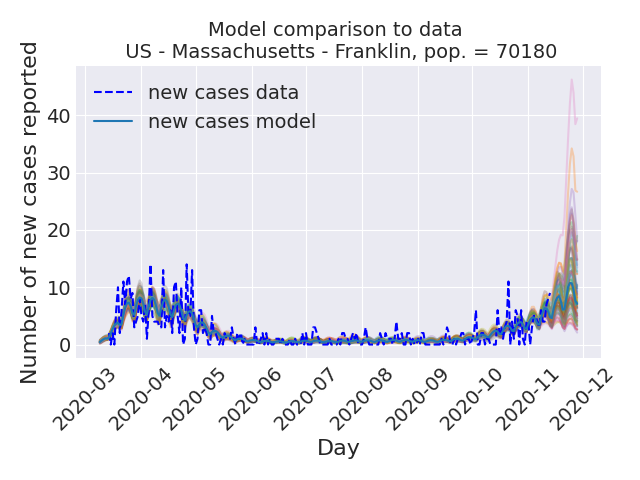 Model comparison to data
US - Massachusetts - Franklin, pop. = 70180
new cases data
new cases model
Number of new cases reported
40
30
20
10
0
2020-03
2020-04
2020-05
2020-06
2020-07
2020-08
2020-09
2020-10
2020-11
2020-12
Day